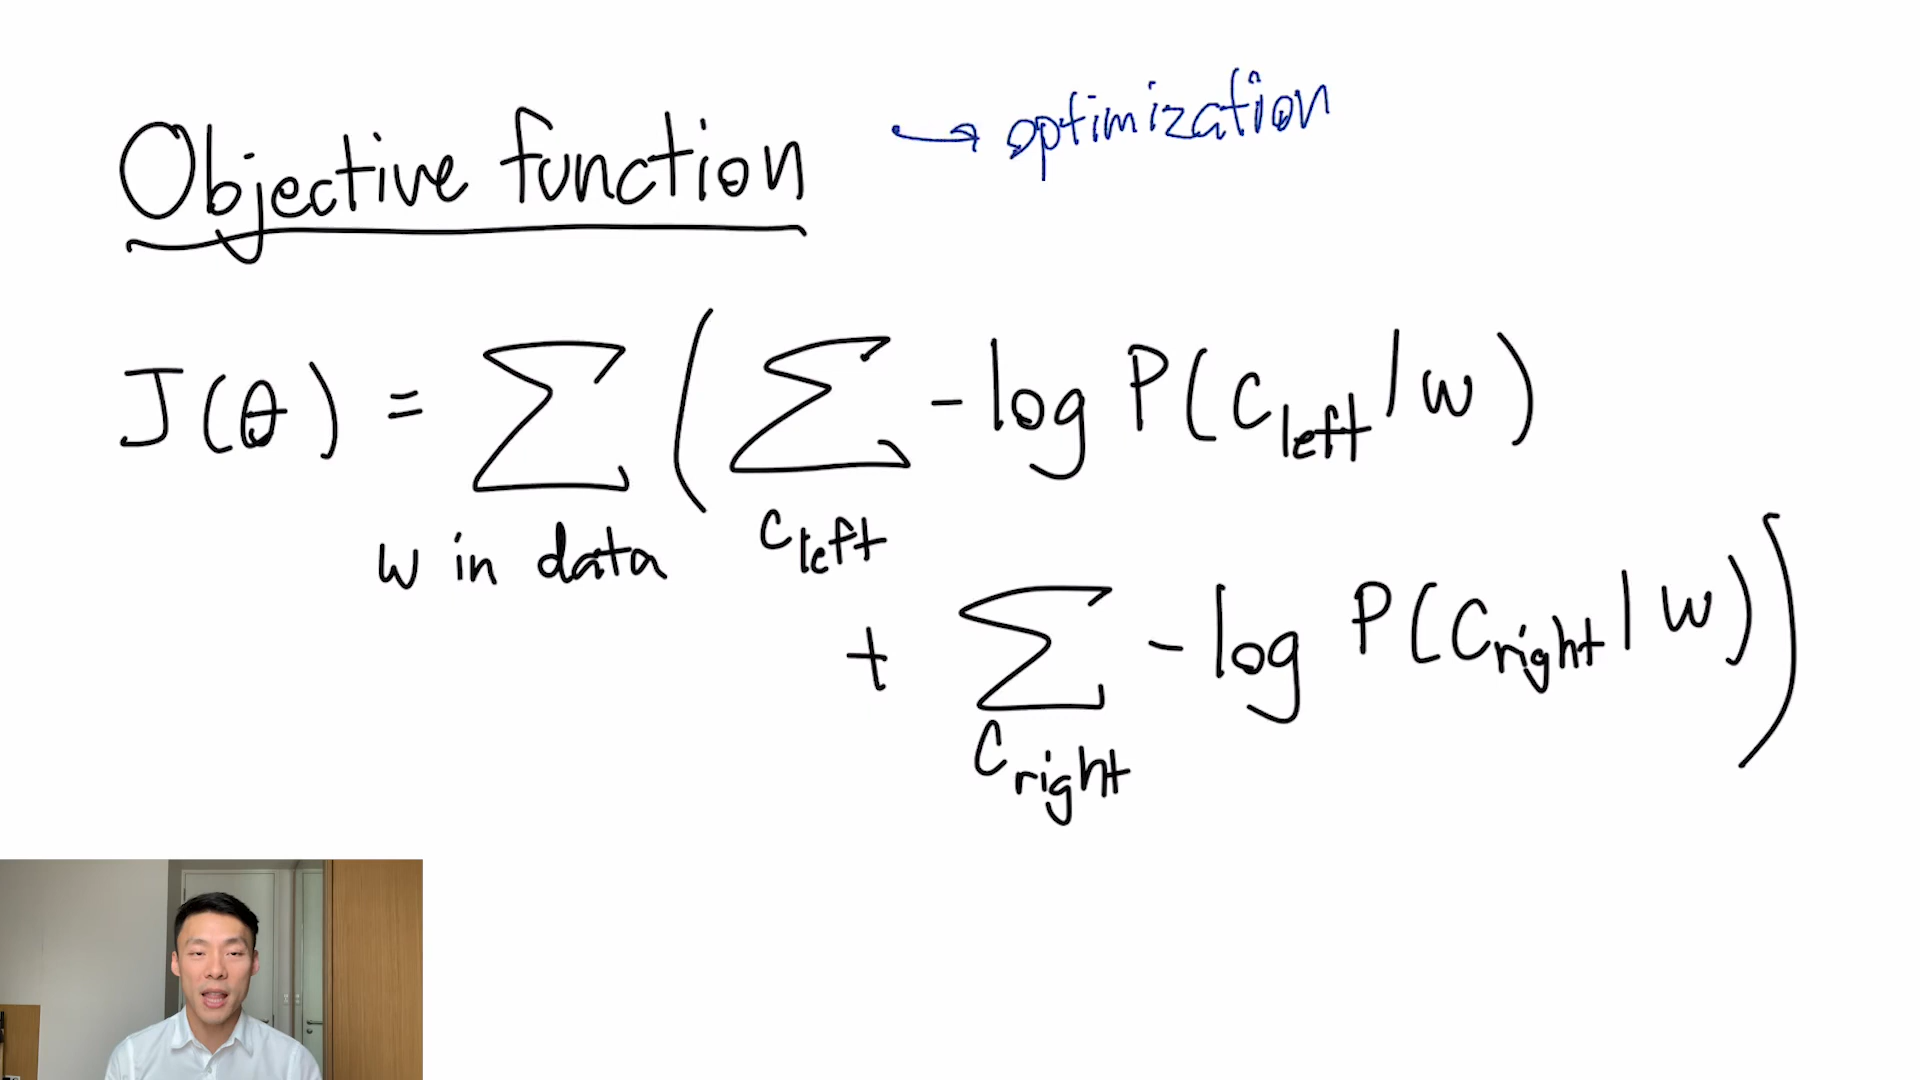 Objective function → optimization
J(θ) = ∑ ( ∑ - log P(C_left | w)
w in data C_left
+ ∑ - log P(C_right | w) )
C_right